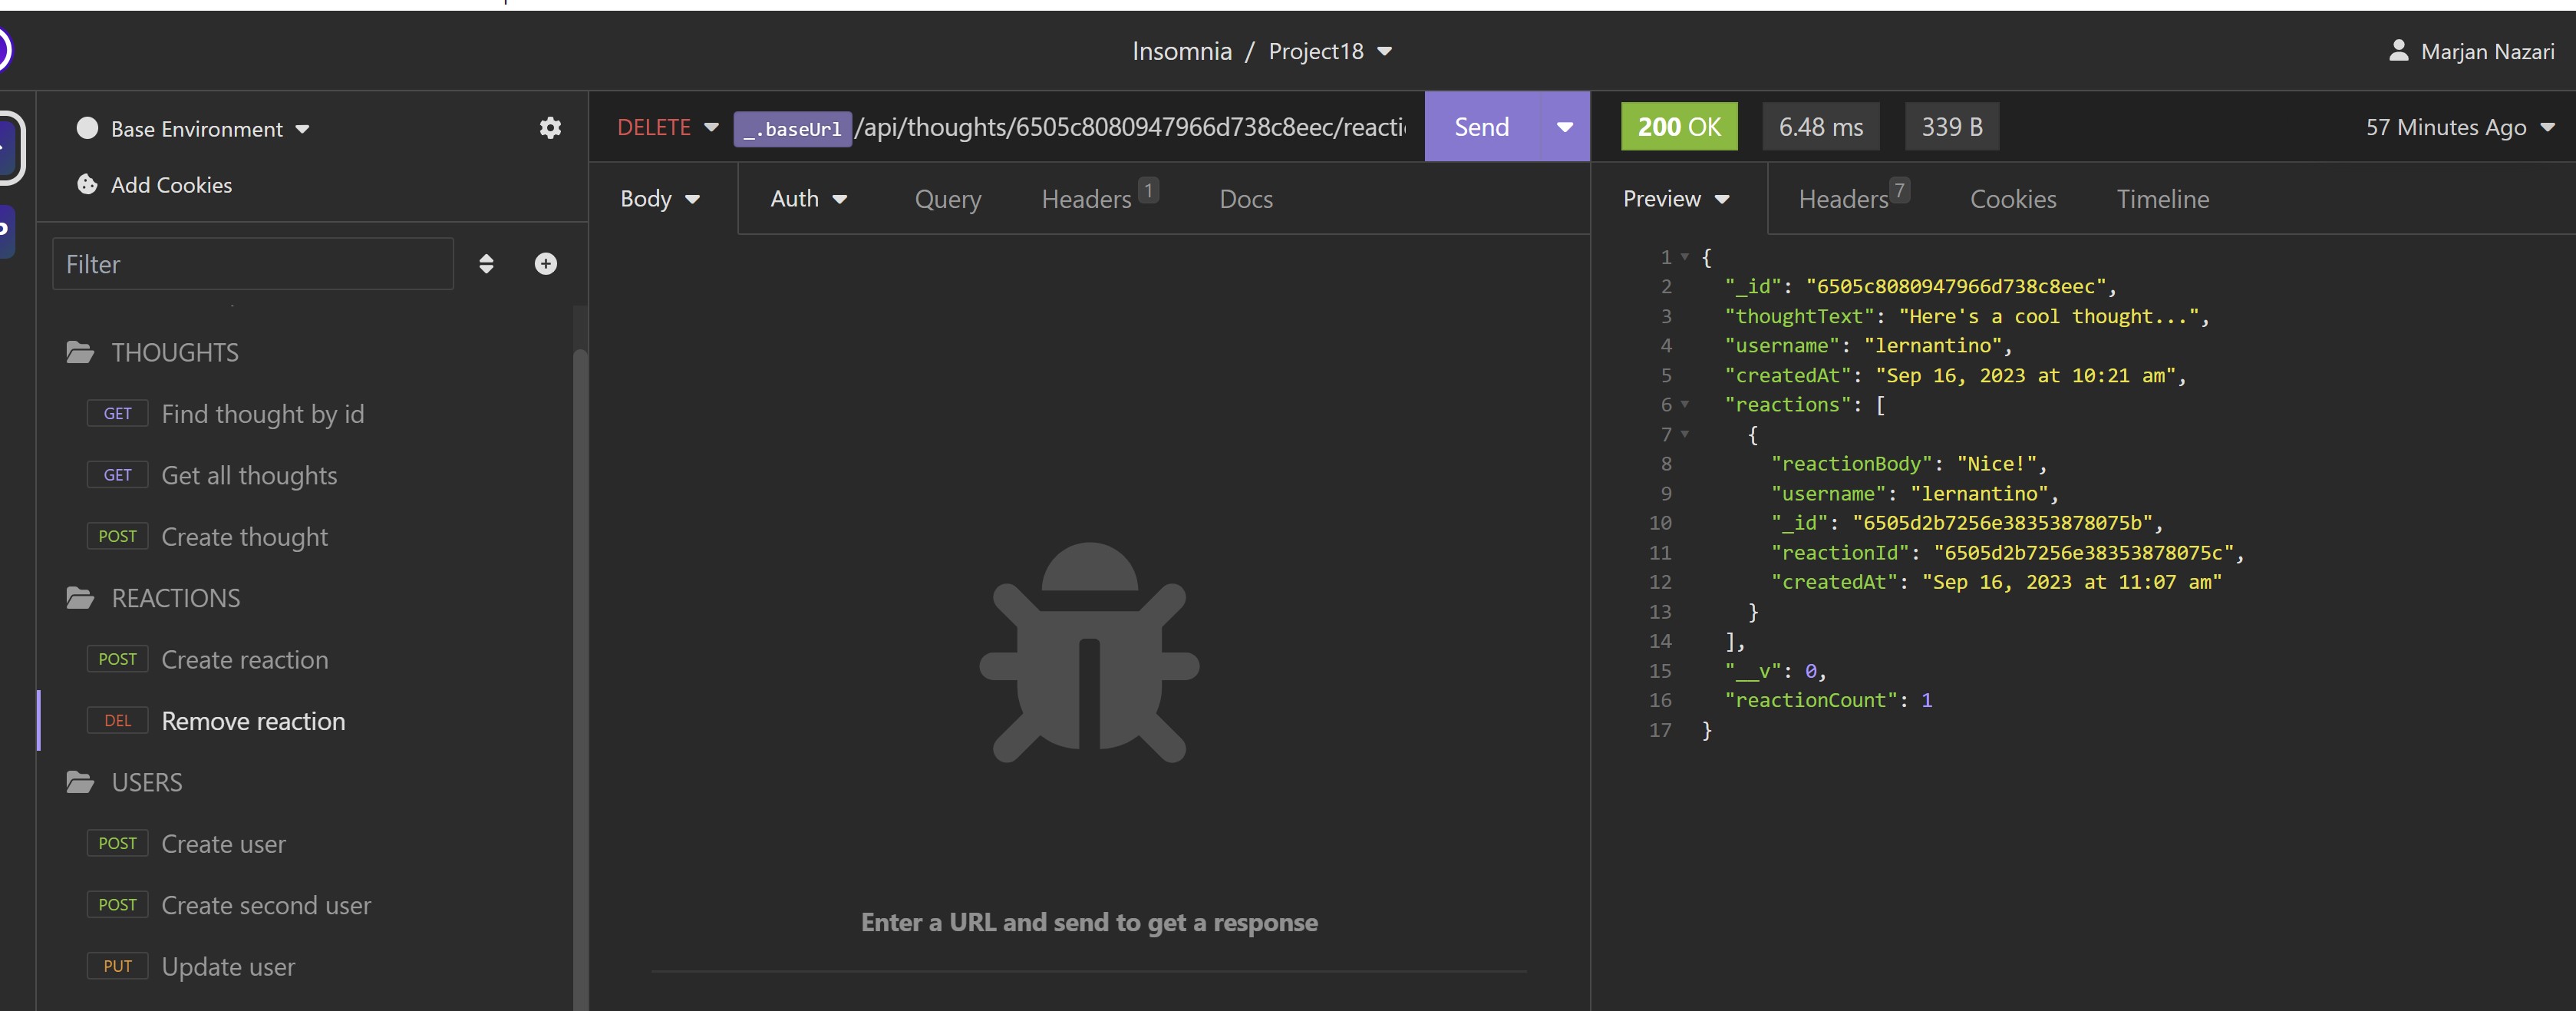 Insomnia / Project18
Marjan Nazari
Base Environment
Add Cookies
Filter
THOUGHTS
GET Find thought by id
GET Get all thoughts
POST Create thought
REACTIONS
POST Create reaction
DEL Remove reaction
USERS
POST Create user
POST Create second user
PUT Update user
DELETE _.baseUrl /api/thoughts/6505c8080947966d738c8eec/reacti
Send
Body Auth Query Headers 1 Docs
Enter a URL and send to get a response
200 OK 6.48 ms 339 B 57 Minutes Ago
Preview Headers 7 Cookies Timeline
1 {
2 "_id": "6505c8080947966d738c8eec",
3 "thoughtText": "Here's a cool thought...",
4 "username": "lernantino",
5 "createdAt": "Sep 16, 2023 at 10:21 am",
6 "reactions": [
7 {
8 "reactionBody": "Nice!",
9 "username": "lernantino",
10 "_id": "6505d2b7256e38353878075b",
11 "reactionId": "6505d2b7256e38353878075c",
12 "createdAt": "Sep 16, 2023 at 11:07 am"
13 }
14 ],
15 "__v": 0,
16 "reactionCount": 1
17 }